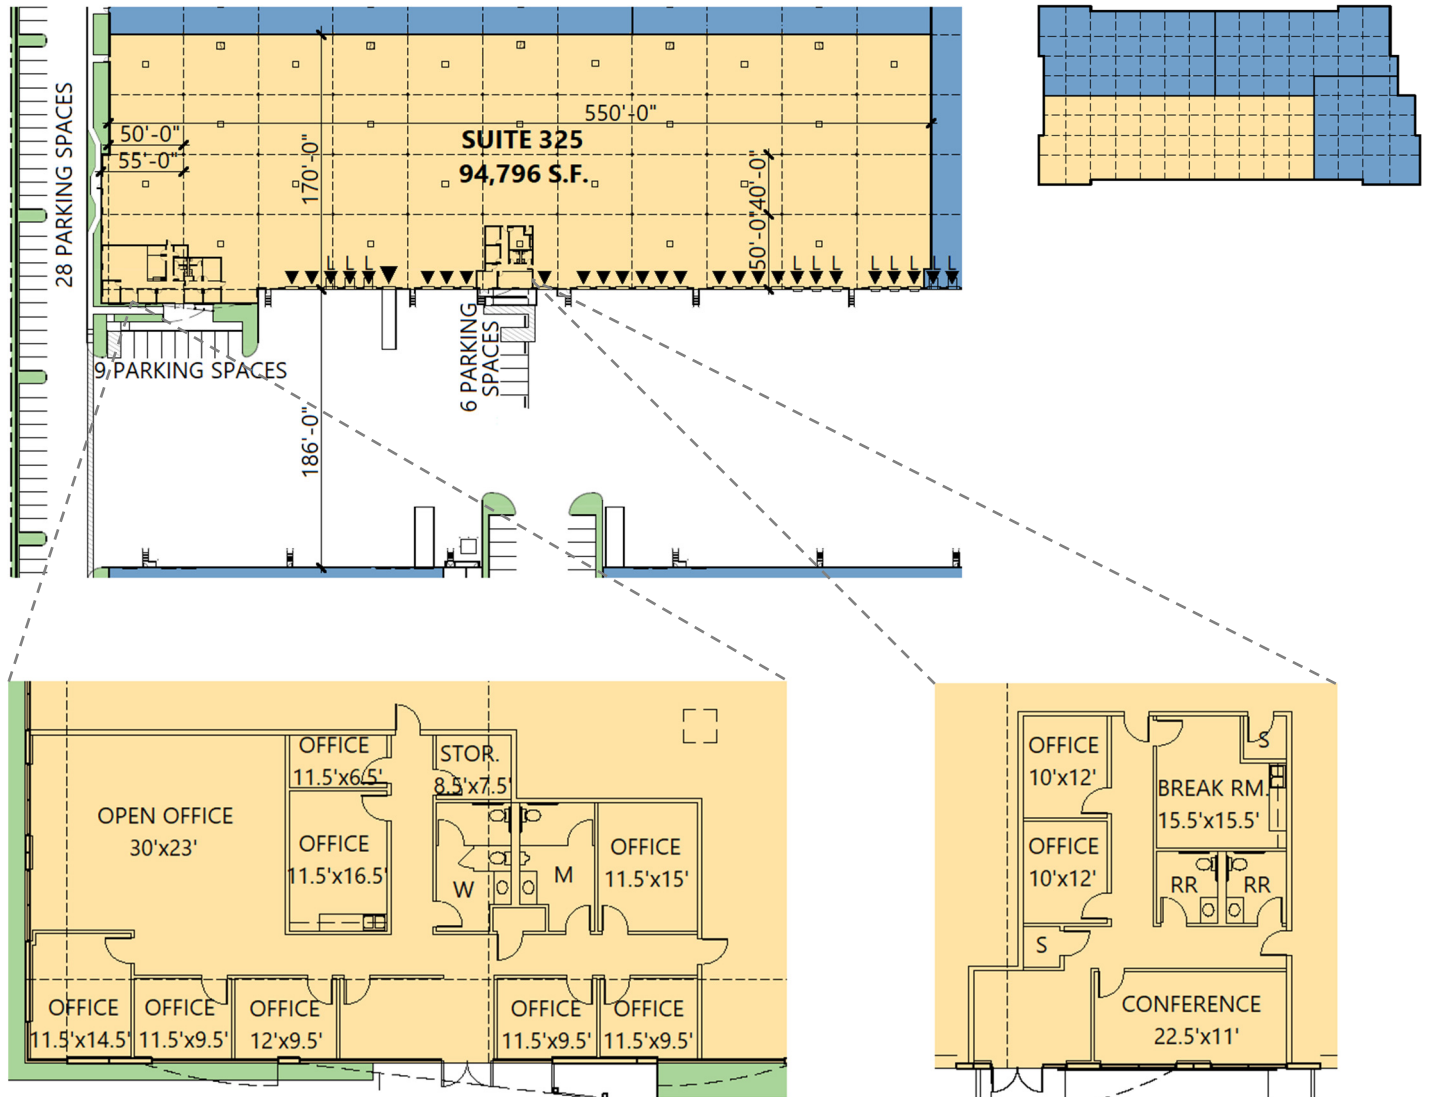 28 PARKING SPACES
50'-0"
55'-0"
170'-0"
550'-0"
SUITE 325
94,796 S.F.
40'-0"
50'-0"
L
L
L
L
L
L
L
L
L
L
L
9 PARKING SPACES
6 PARKING
SPACES
186'-0"
OPEN OFFICE
30'x23'
OFFICE
11.5'x6.5'
STOR.
8.5'x7.5'
OFFICE
11.5'x16.5'
W
M
OFFICE
11.5'x15'
OFFICE
11.5'x14.5'
OFFICE
11.5'x9.5'
OFFICE
12'x9.5'
OFFICE
11.5'x9.5'
OFFICE
11.5'x9.5'
OFFICE
10'x12'
S
BREAK RM.
15.5'x15.5'
OFFICE
10'x12'
RR
RR
S
CONFERENCE
22.5'x11'